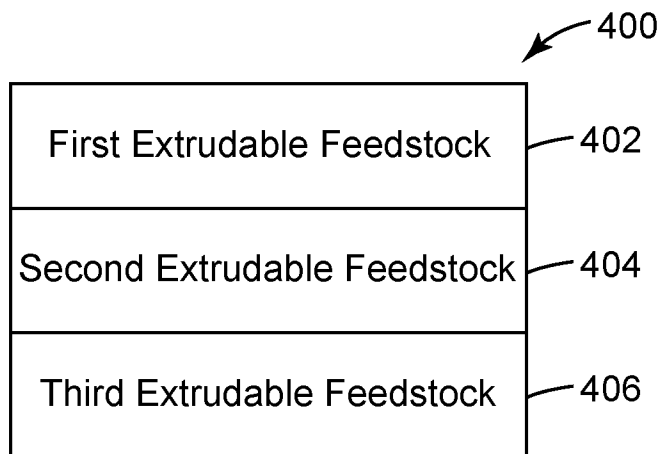 400
First Extrudable Feedstock 402
Second Extrudable Feedstock 404
Third Extrudable Feedstock 406